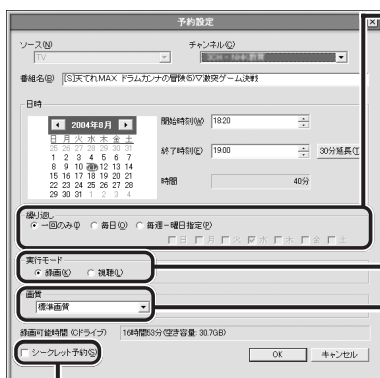 予約設定
ソース(N)
チャンネル(C)
TV
番組名(B) [S]天てれMAX ドラムカンナの冒険⑤▽激突ゲーム決戦
日時
2004年8月
日 月 火 水 木 金 土
25 26 27 28 29 30 31
1 2 3 4 5 6 7
8 9 10 11 12 13 14
15 16 17 18 19 20 21
22 23 24 25 26 27 28
29 30 31 1 2 3 4
開始時刻(W) 18:20
終了時刻(E) 19:00
30分延長(T
時間 40分
繰り返し
一回のみ(I) 毎日(O) 毎週-曜日指定(P)
日 月 火 水 木 金 土
実行モード
録画(K) 視聴(L)
画質
標準画質
録画可能時間 (Cドライブ) 16時間53分(空き容量: 30.7GB)
シークレット予約(S)
OK キャンセル